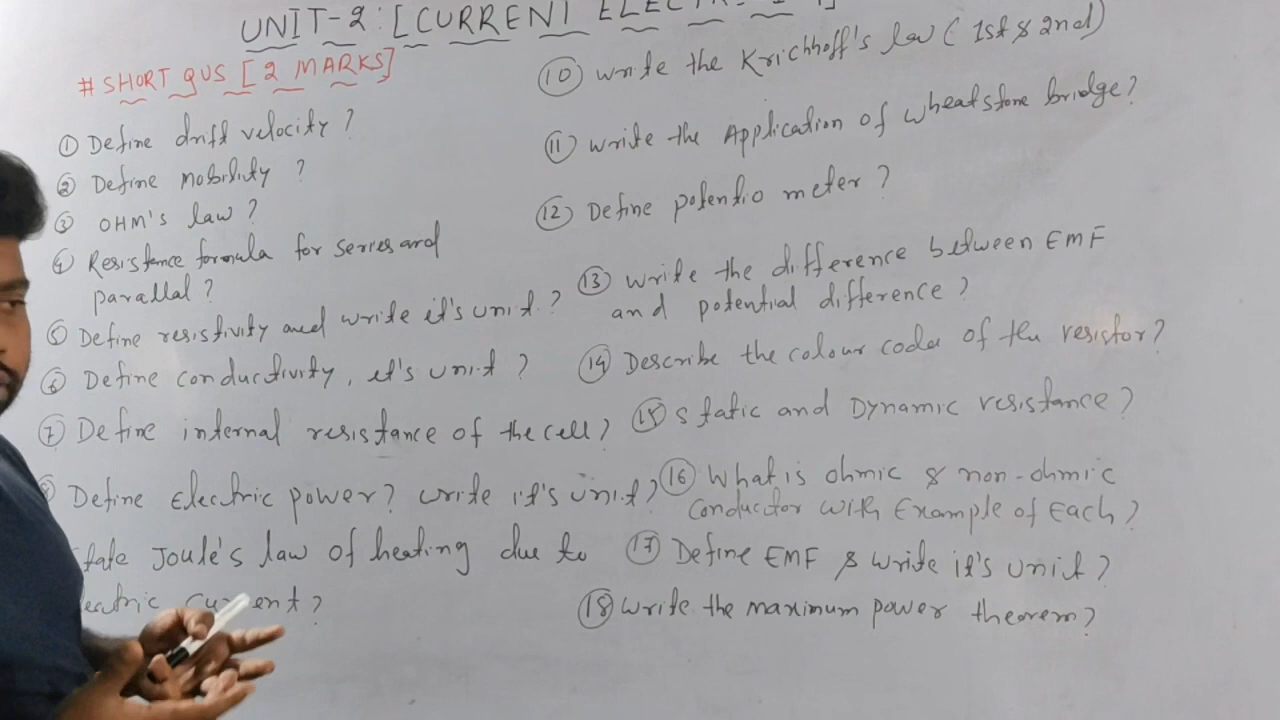 UNIT-2: [CURRENT
# SHORT QUS [2 MARKS]
① Define drift velocity?
② Define mobility?
③ OHM's law?
④ Resistance formula for series and
parallal?
⑤ Define resistivity and write it's unit?
⑥ Define conductivity, it's unit?
⑦ Define internal resistance of the cell?
Define Electric power? write it's unit?
Joule's law of heating due to
⑩ write the Krichhoff's law (1st & 2nd)
⑪ write the Application of wheatstone bridge?
⑫ Define potentio meter?
⑬ write the difference between EMF
and potential difference?
⑭ Describe the colour code of the resistor?
⑮ static and Dynamic resistance?
⑯ What is ohmic & non-ohmic
conductor with Example of Each?
⑰ Define EMF & write it's unit?
⑱ write the maximum power theorem?